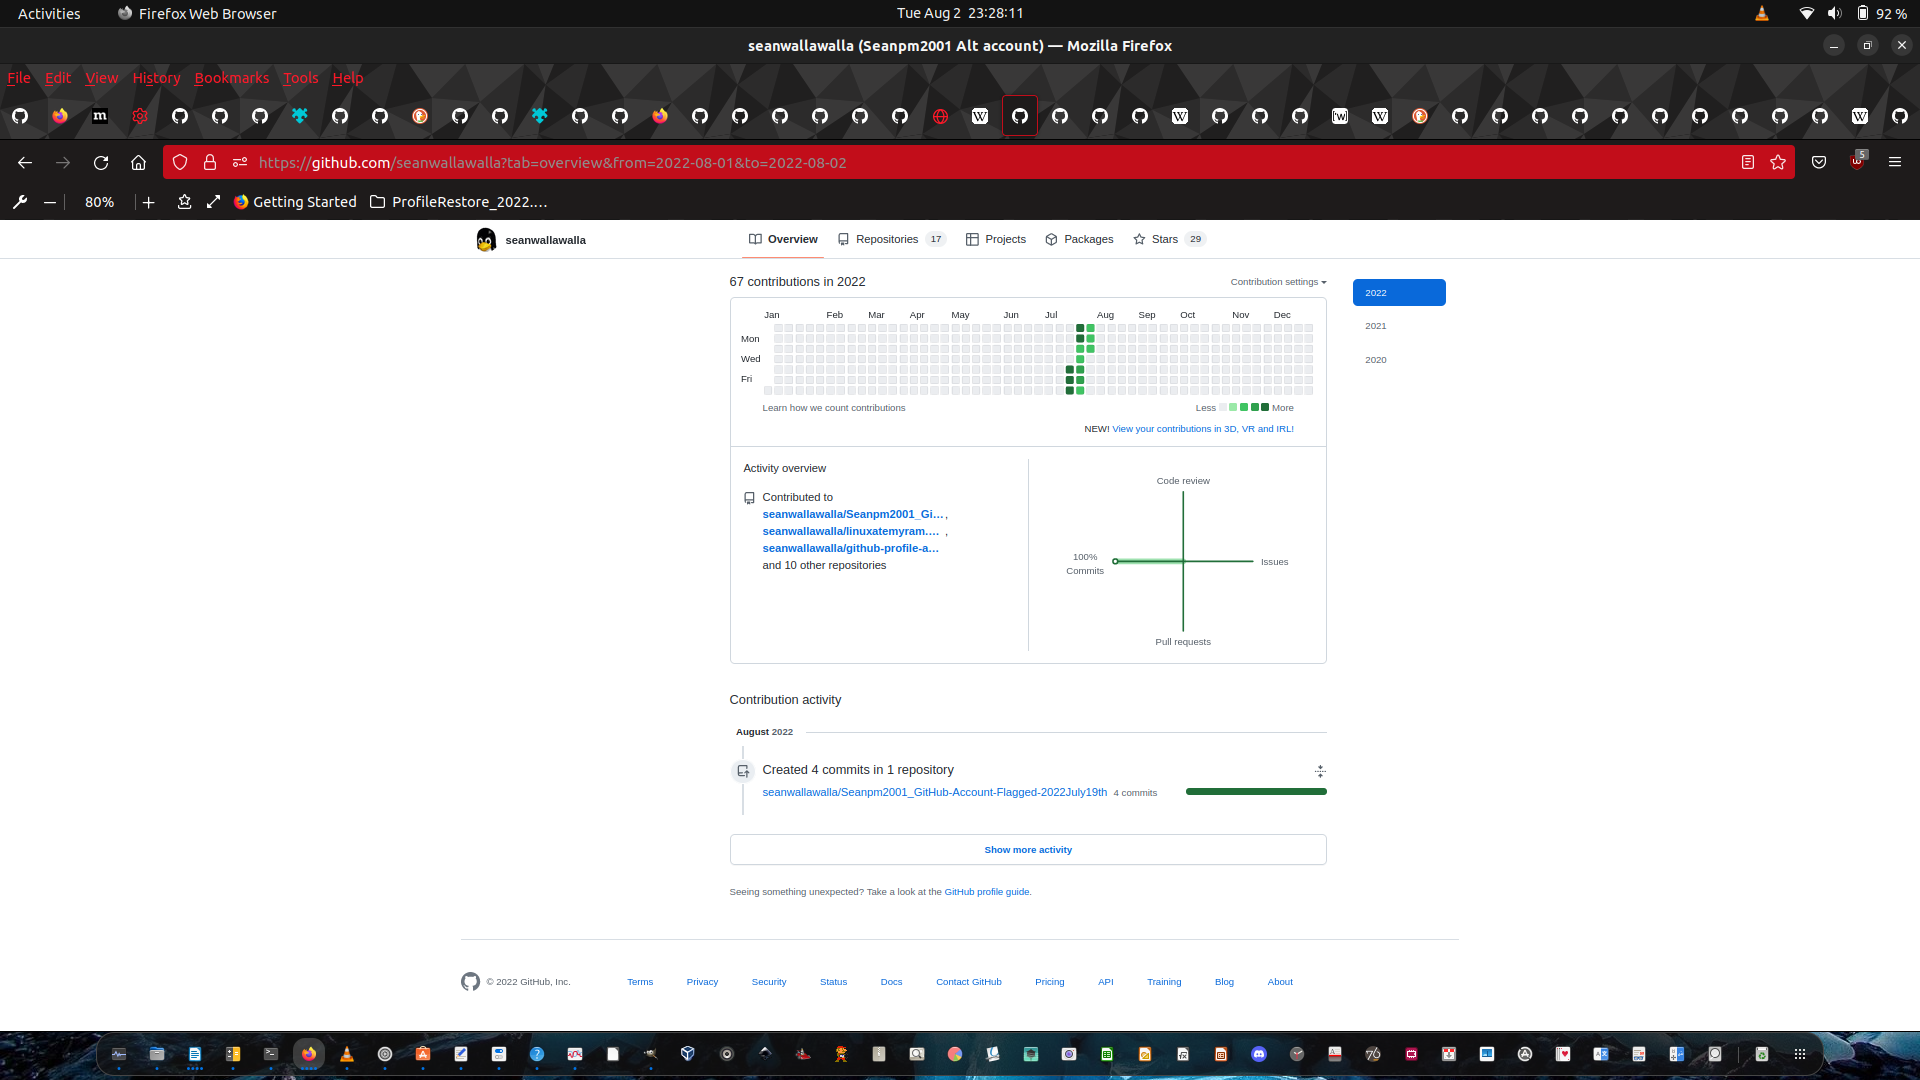 Activities Firefox Web Browser Tue Aug 2 23:28:11 92 %
seanwallawalla (Seanpm2001 Alt account) — Mozilla Firefox
File Edit View History Bookmarks Tools Help
https://github.com/seanwallawalla?tab=overview&from=2022-08-01&to=2022-08-02 5
80% Getting Started ProfileRestore_2022.…
seanwallawalla Overview Repositories 17 Projects Packages Stars 29
67 contributions in 2022 Contribution settings
2022
2021
2020
Jan Feb Mar Apr May Jun Jul Aug Sep Oct Nov Dec
Mon
Wed
Fri
Learn how we count contributions Less More
NEW! View your contributions in 3D, VR and IRL!
Activity overview
Contributed to
seanwallawalla/Seanpm2001_Gi… ,
seanwallawalla/linuxatemyram.… ,
seanwallawalla/github-profile-a…
and 10 other repositories
Code review
100%
Commits
Issues
Pull requests
Contribution activity
August 2022
Created 4 commits in 1 repository
seanwallawalla/Seanpm2001_GitHub-Account-Flagged-2022July19th 4 commits
Show more activity
Seeing something unexpected? Take a look at the GitHub profile guide.
© 2022 GitHub, Inc. Terms Privacy Security Status Docs Contact GitHub Pricing API Training Blog About